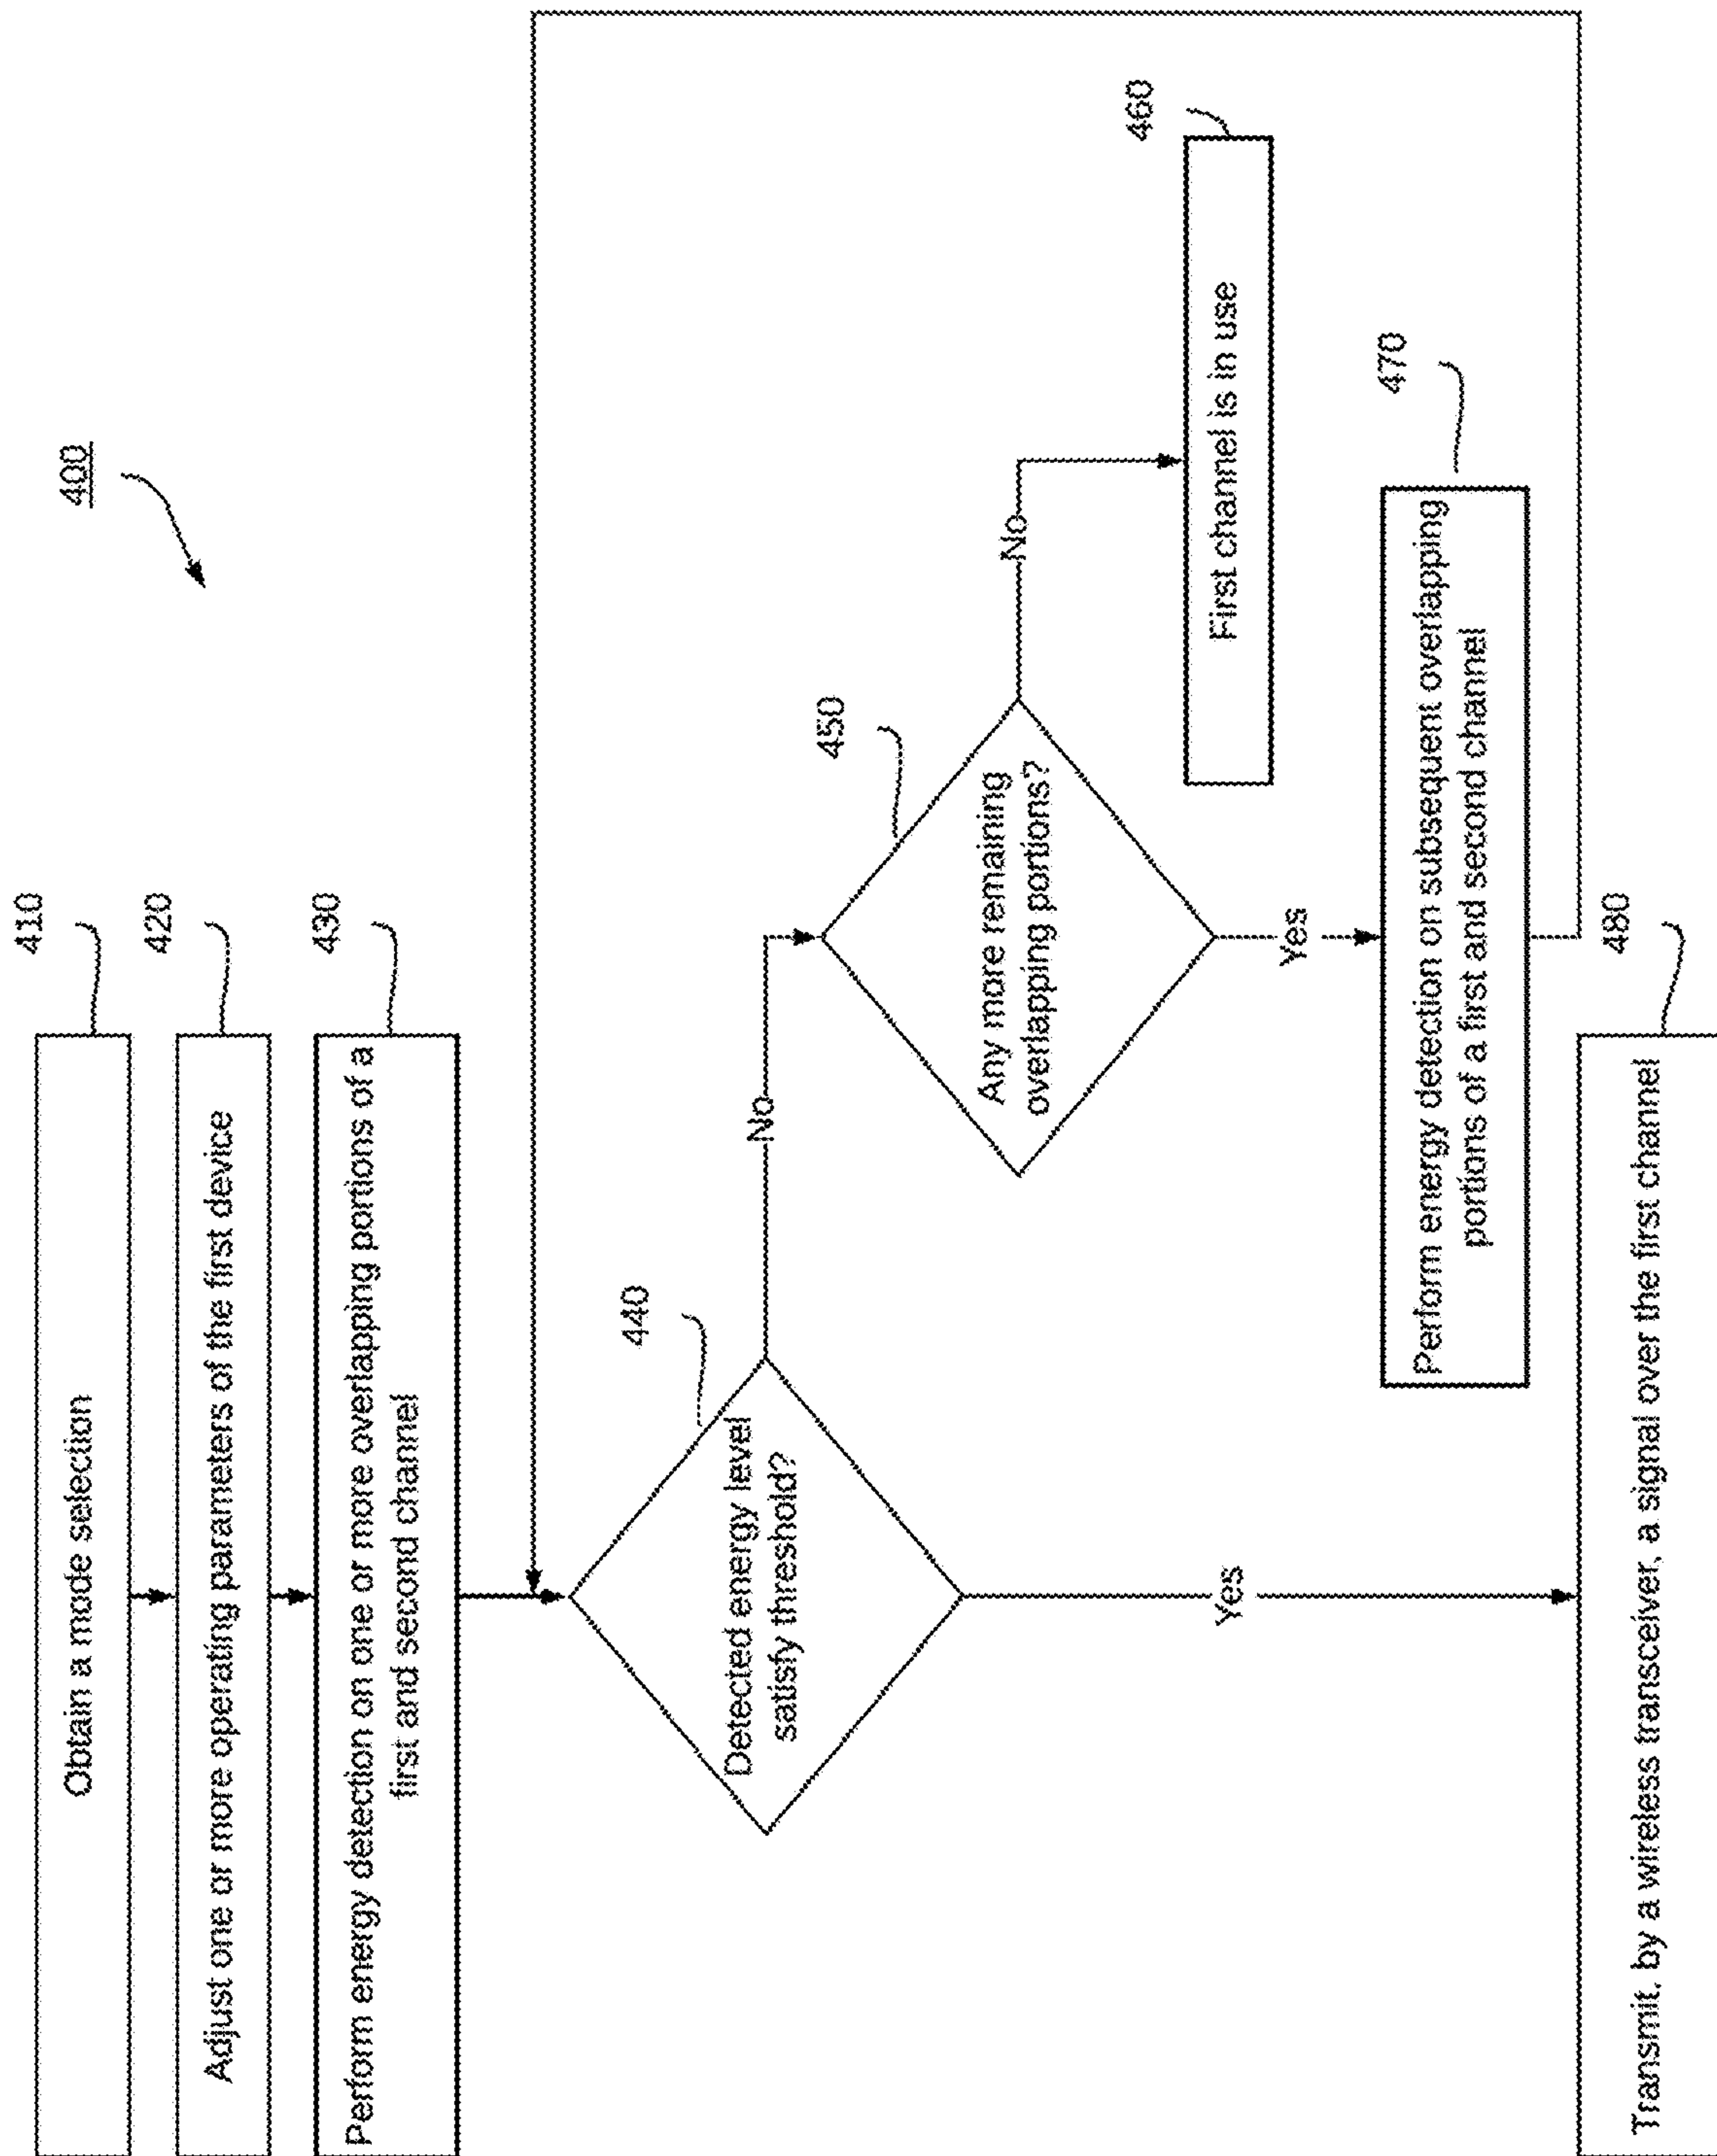 400
410
Obtain a mode selection
420
Adjust one or more operating parameters of the first device
430
Perform energy detection on one or more overlapping portions of a
first and second channel
440
Detected energy level
satisfy threshold?
No
450
Any more remaining
overlapping portions?
No
460
First channel is in use
Yes
470
Perform energy detection on subsequent overlapping
portions of a first and second channel
Yes
480
Transmit, by a wireless transceiver, a signal over the first channel